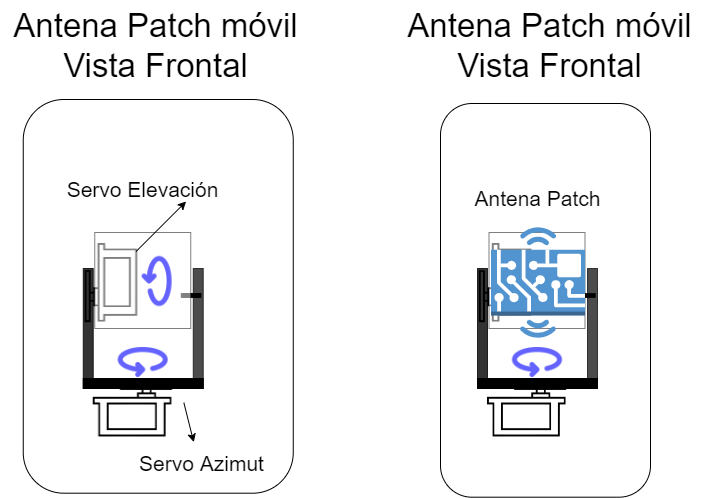 Antena Patch móvil
Vista Frontal
Servo Elevación
Servo Azimut
Antena Patch móvil
Vista Frontal
Antena Patch